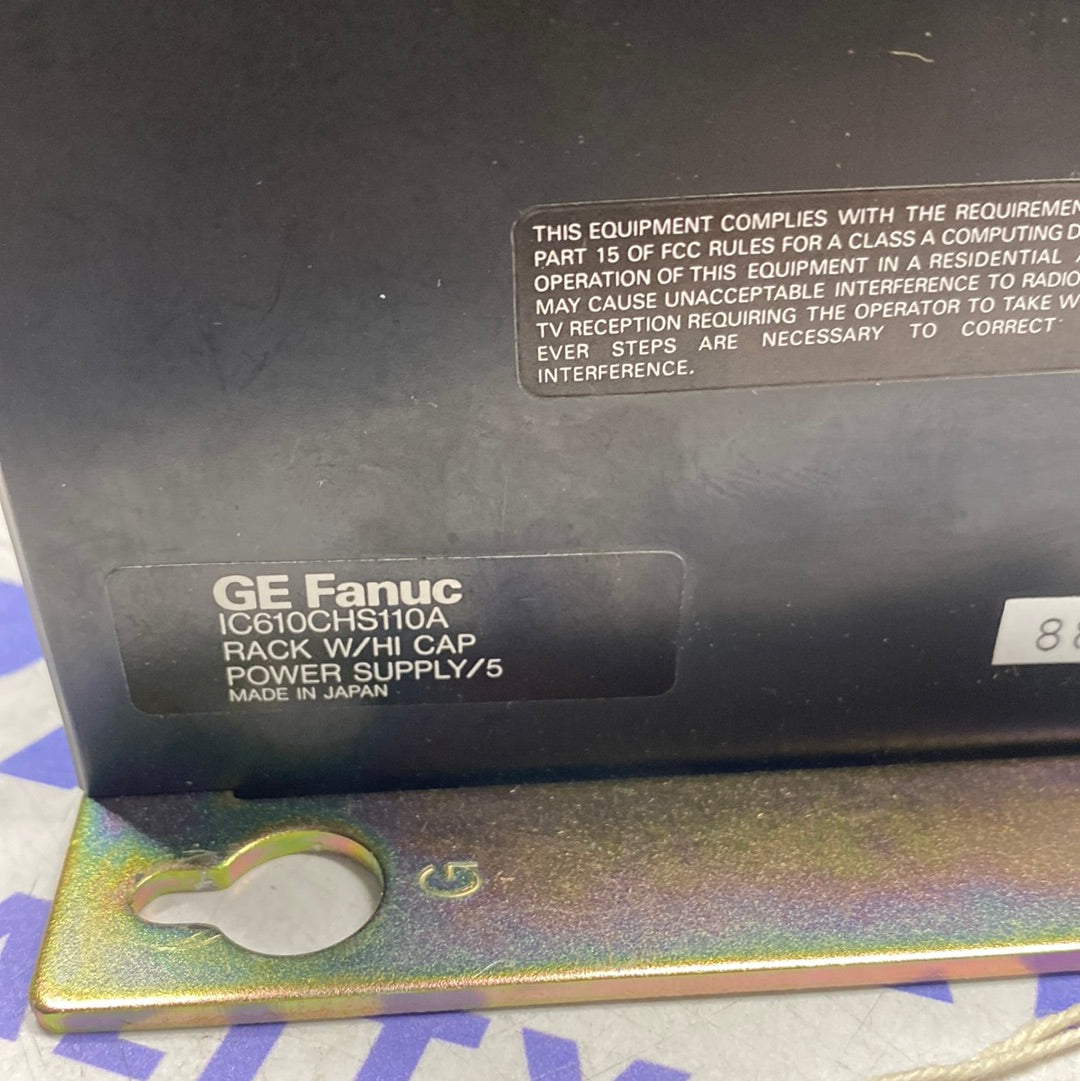 THIS EQUIPMENT COMPLIES WITH THE REQUIREMEN
PART 15 OF FCC RULES FOR A CLASS A COMPUTING D
OPERATION OF THIS EQUIPMENT IN A RESIDENTIAL
MAY CAUSE UNACCEPTABLE INTERFERENCE TO RADIO
TV RECEPTION REQUIRING THE OPERATOR TO TAKE W
EVER STEPS ARE NECESSARY TO CORRECT
INTERFERENCE.
GE Fanuc
IC610CHS110A
RACK W/HI CAP
POWER SUPPLY/5
MADE IN JAPAN
88
G